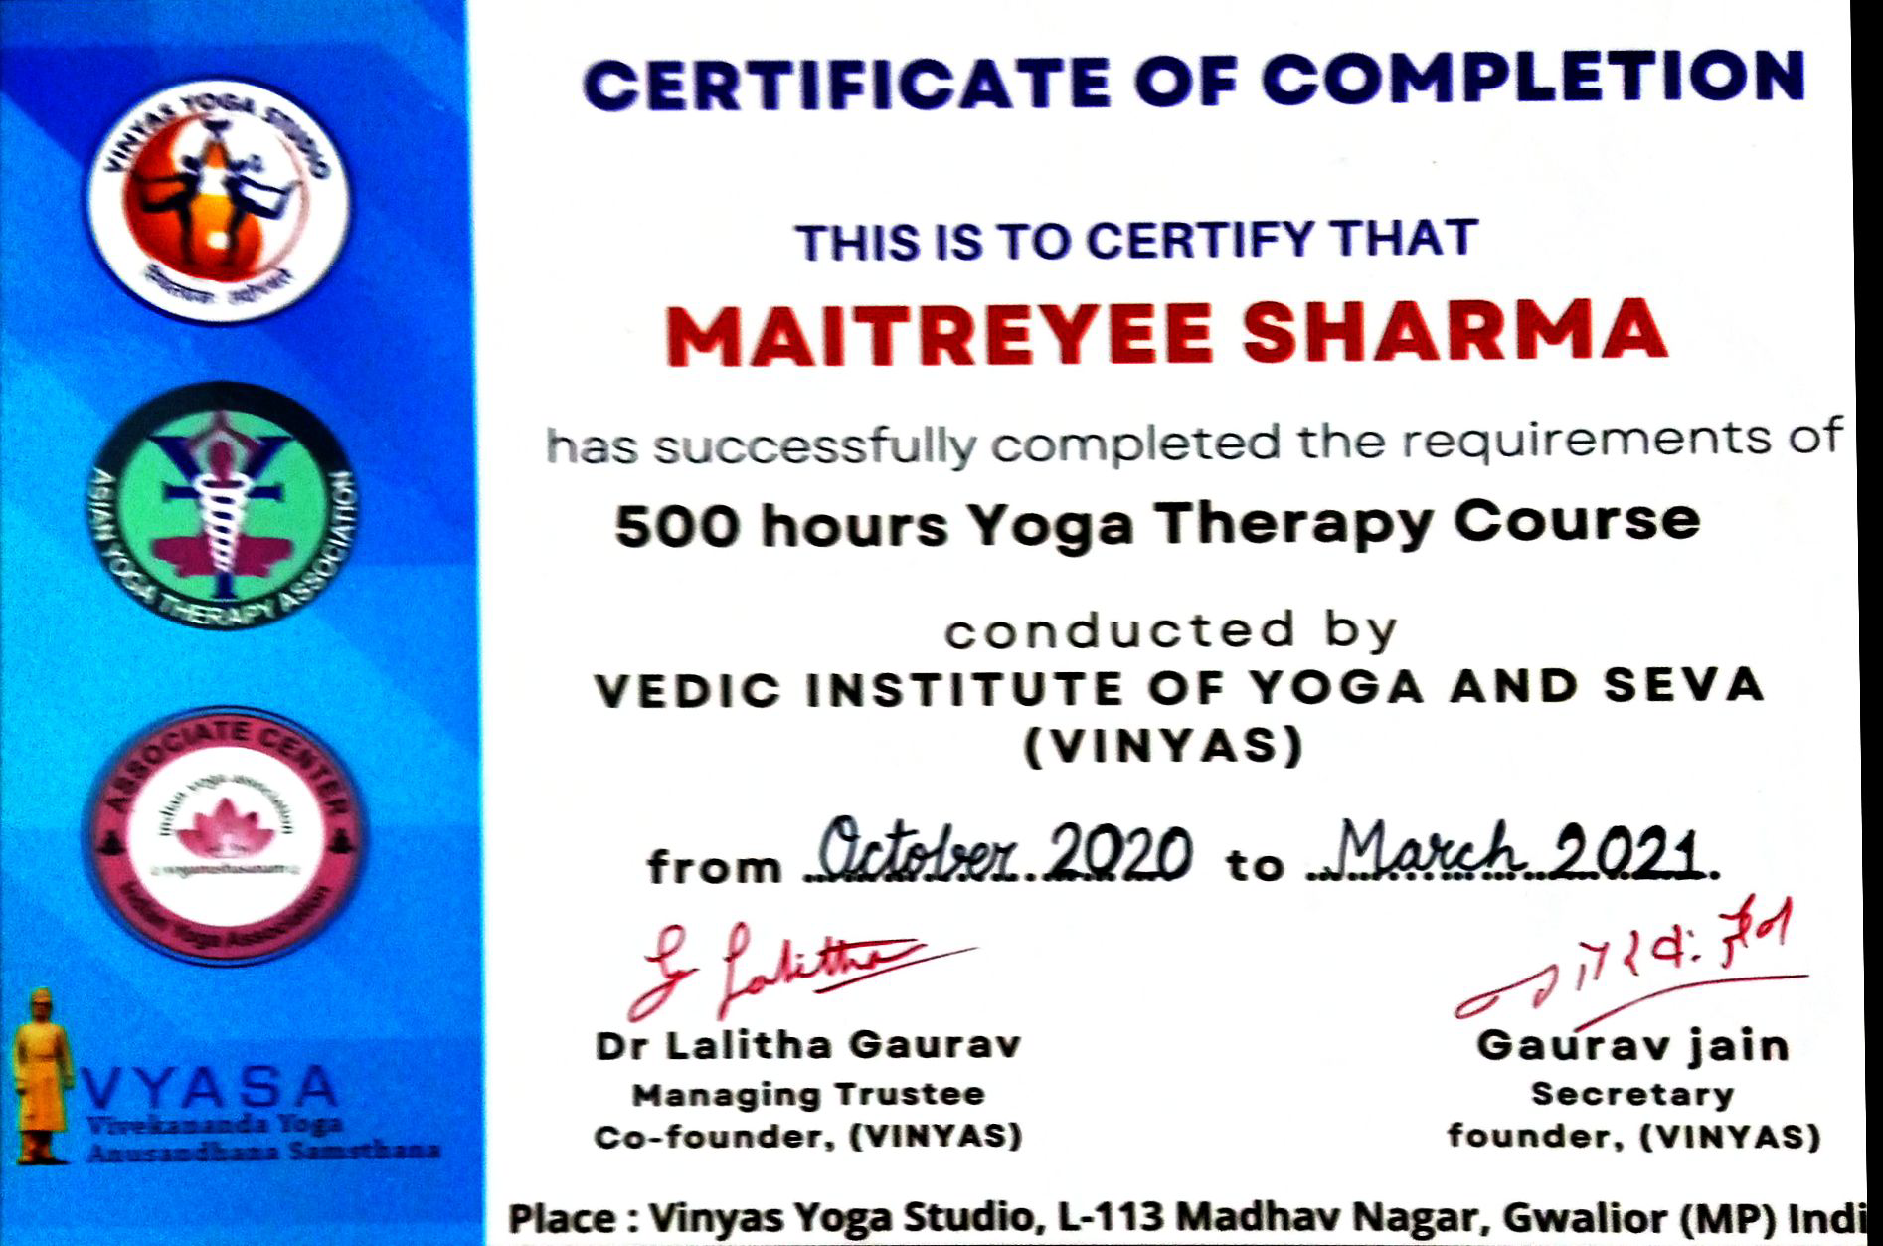 VINYAS YOGA STUDIO
ASIAN YOGA THERAPY ASSOCIATION
ASSOCIATE CENTER
indian yoga association
Indian Yoga Association
VYASA
Vivekananda Yoga
Anusandhana Samsthana
CERTIFICATE OF COMPLETION
THIS IS TO CERTIFY THAT
MAITREYEE SHARMA
has successfully completed the requirements of
500 hours Yoga Therapy Course
conducted by
VEDIC INSTITUTE OF YOGA AND SEVA
(VINYAS)
from October 2020 to March 2021.
G Lalitha
Dr Lalitha Gaurav
Managing Trustee
Co-founder, (VINYAS)
Gaurav jain
Secretary
founder, (VINYAS)
Place : Vinyas Yoga Studio, L-113 Madhav Nagar, Gwalior (MP) Indi